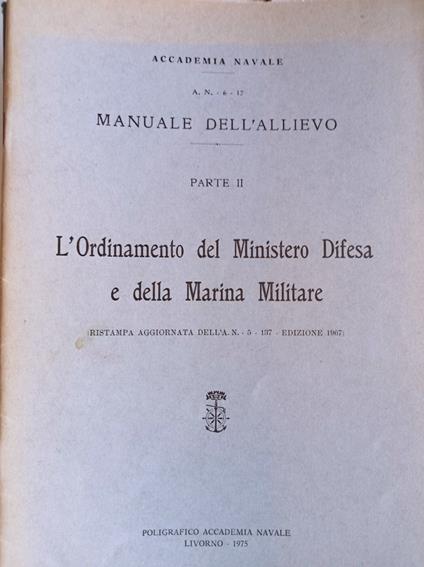 ACCADEMIA NAVALE
A. N. - 6 - 17
MANUALE DELL'ALLIEVO
PARTE II
L'Ordinamento del Ministero Difesa
e della Marina Militare
(RISTAMPA AGGIORNATA DELL'A. N. - 5 - 137 - EDIZIONE 1967)
POLIGRAFICO ACCADEMIA NAVALE
LIVORNO - 1975